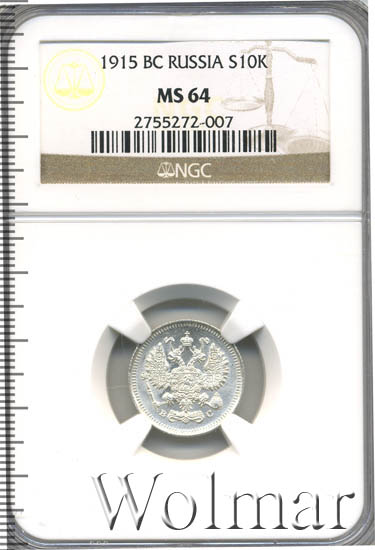 1915 BC RUSSIA S10K
MS 64
2755272-007
NGC
В С
Wolmar